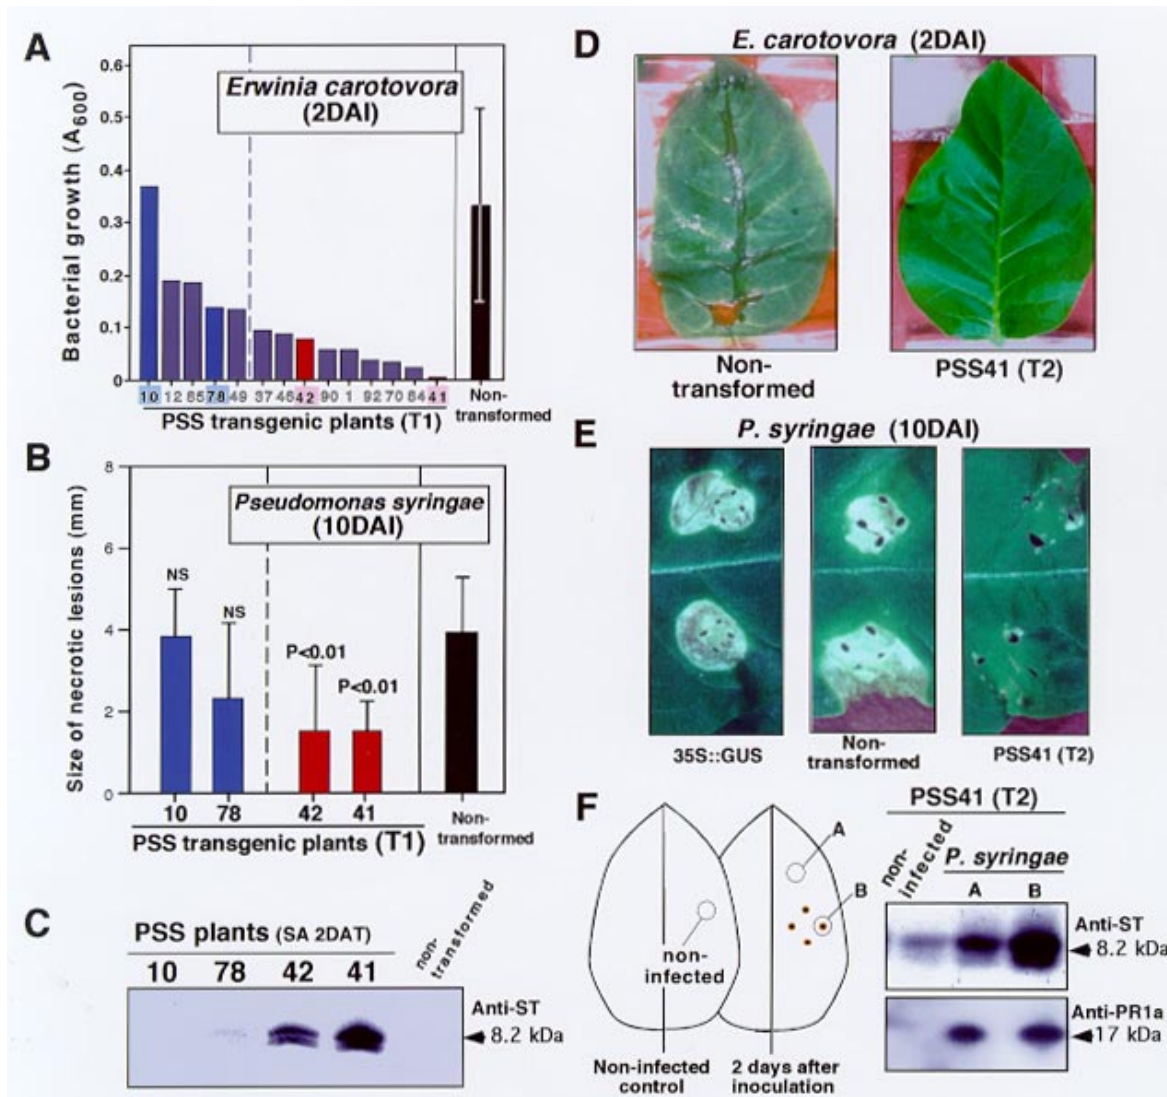 A
Bacterial growth (A600)
0.6
0.5
0.4
0.3
0.2
0.1
0
Erwinia carotovora
(2DAI)
10 12 85 78 49 37 46 42 90 1 92 70 84 41
PSS transgenic plants (T1)
Non-
transformed
B
Size of necrotic lesions (mm)
8
6
4
2
0
Pseudomonas syringae
(10DAI)
NS
NS
P<0.01
P<0.01
10 78 42 41
PSS transgenic plants (T1)
Non-
transformed
C
PSS plants (SA 2DAT)
10 78 42 41
non-
transformed
Anti-ST
8.2 kDa
D
E. carotovora (2DAI)
Non-
transformed
PSS41 (T2)
E
P. syringae (10DAI)
35S::GUS
Non-
transformed
PSS41 (T2)
F
A
B
non-
infected
Non-infected
control
2 days after
inoculation
PSS41 (T2)
non-
infected
P. syringae
A B
Anti-ST
8.2 kDa
Anti-PR1a
17 kDa